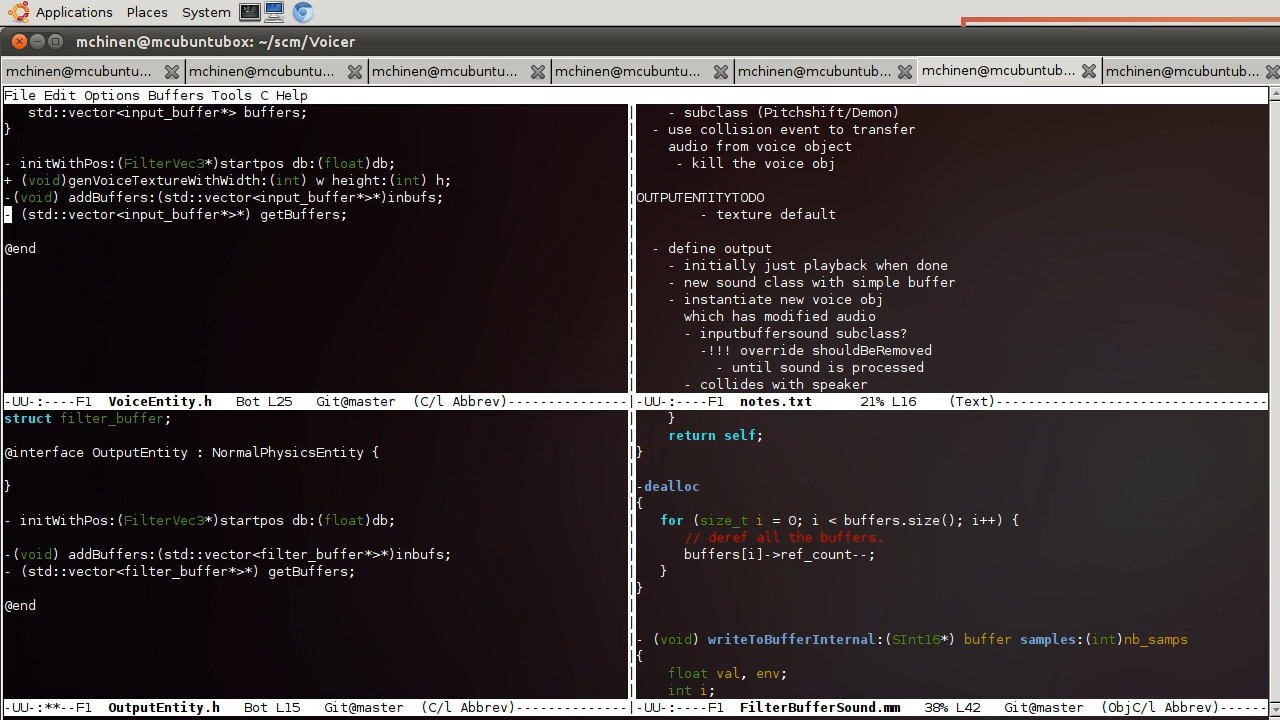 Applications Places System
mchinen@mcubuntubox: ~/scm/Voicer
mchinen@mcubuntu... mchinen@mcubuntu... mchinen@mcubuntu... mchinen@mcubuntu... mchinen@mcubuntub... mchinen@mcubuntub... mchinen@mcubuntub...
File Edit Options Buffers Tools C Help
std::vector<input_buffer*> buffers;
}
- initWithPos:(FilterVec3*)startpos db:(float)db;
+ (void)genVoiceTextureWithWidth:(int) w height:(int) h;
-(void) addBuffers:(std::vector<input_buffer*>*)inbufs;
- (std::vector<input_buffer*>*) getBuffers;
@end
-UU-:----F1 VoiceEntity.h Bot L25 Git@master (C/l Abbrev)---------------
- subclass (Pitchshift/Demon)
- use collision event to transfer
audio from voice object
- kill the voice obj
OUTPUTENTITYTODO
- texture default
- define output
- initially just playback when done
- new sound class with simple buffer
- instantiate new voice obj
which has modified audio
- inputbuffersound subclass?
-!!! override shouldBeRemoved
- until sound is processed
- collides with speaker
-UU-:----F1 notes.txt 21% L16 (Text)----------------------------------
struct filter_buffer;
@interface OutputEntity : NormalPhysicsEntity {
}
- initWithPos:(FilterVec3*)startpos db:(float)db;
-(void) addBuffers:(std::vector<filter_buffer*>*)inbufs;
- (std::vector<filter_buffer*>*) getBuffers;
@end
-UU-:**--F1 OutputEntity.h Bot L15 Git@master (C/l Abbrev)--------------
}
return self;
}
-dealloc
{
for (size_t i = 0; i < buffers.size(); i++) {
// deref all the buffers.
buffers[i]->ref_count--;
}
}
- (void) writeToBufferInternal:(SInt16*) buffer samples:(int)nb_samps
{
float val, env;
int i;
-UU-:----F1 FilterBufferSound.mm 38% L42 Git@master (ObjC/l Abbrev)------